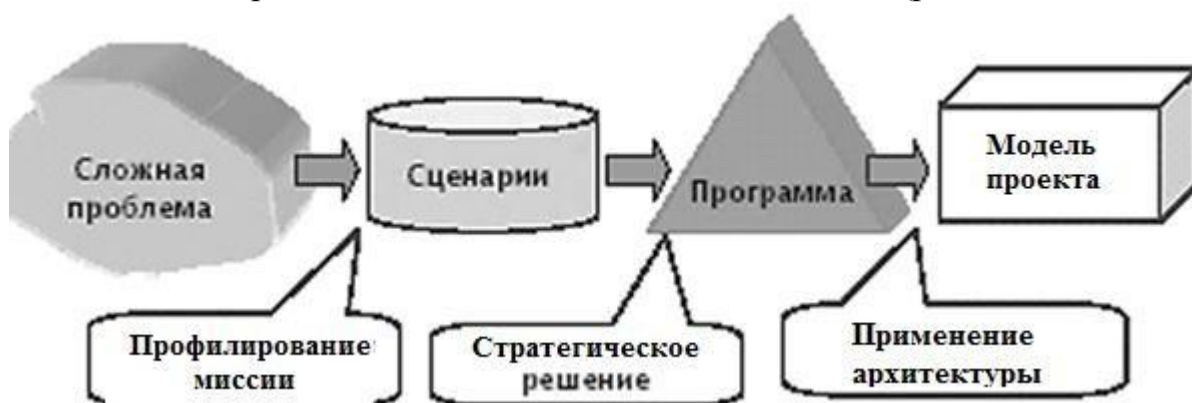 Сложная
проблема
Сценарии
Программа
Модель
проекта
Профилирование
миссии
Стратегическое
решение
Применение
архитектуры